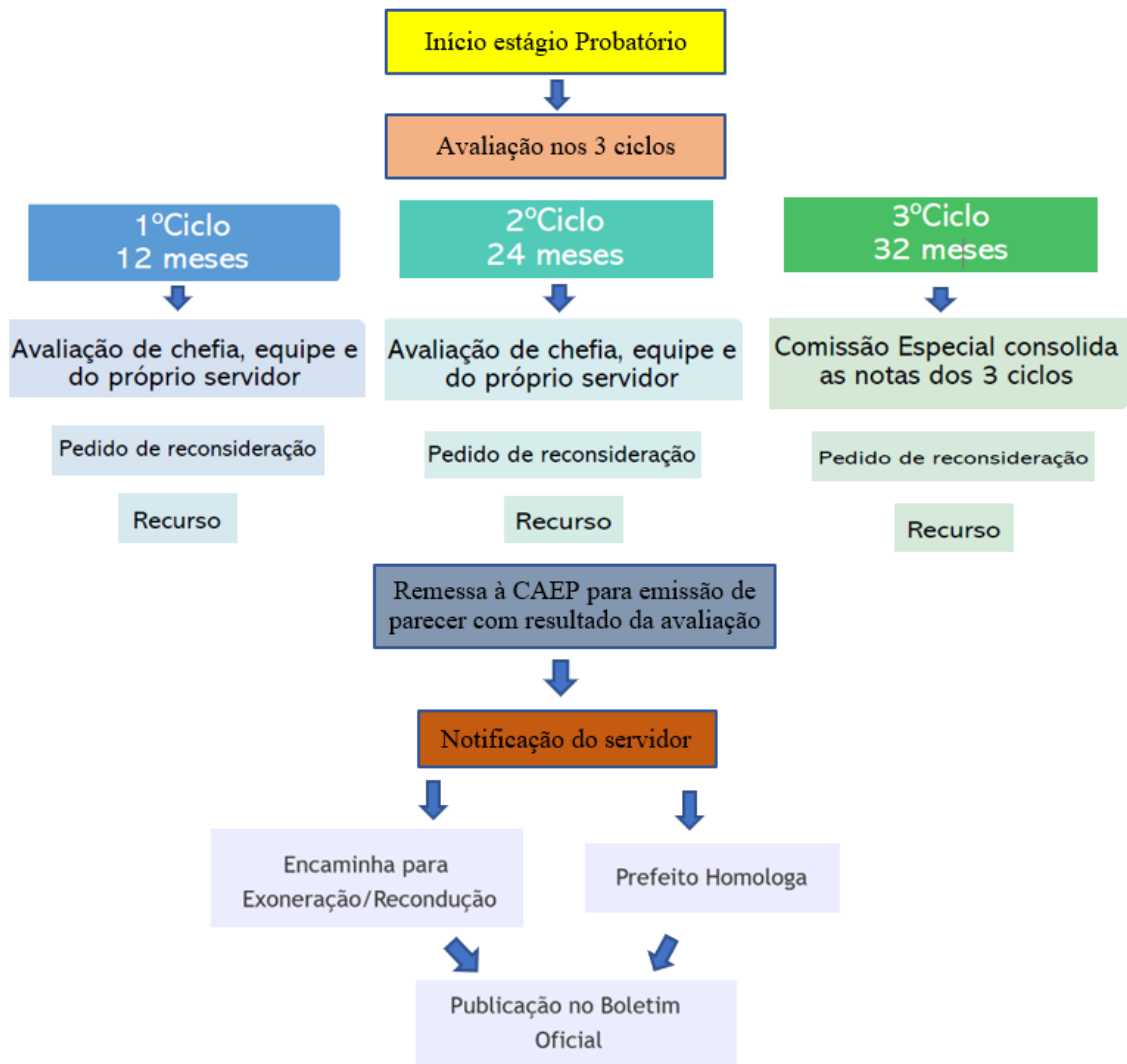 Início estágio Probatório
Avaliação nos 3 ciclos
1ºCiclo
12 meses
2ºCiclo
24 meses
3ºCiclo
32 meses
Avaliação de chefia, equipe e
do próprio servidor
Avaliação de chefia, equipe e
do próprio servidor
Comissão Especial consolida
as notas dos 3 ciclos
Pedido de reconsideração
Pedido de reconsideração
Pedido de reconsideração
Recurso
Recurso
Recurso
Remessa à CAEP para emissão de
parecer com resultado da avaliação
Notificação do servidor
Encaminha para
Exoneração/Recondução
Prefeito Homologa
Publicação no Boletim
Oficial